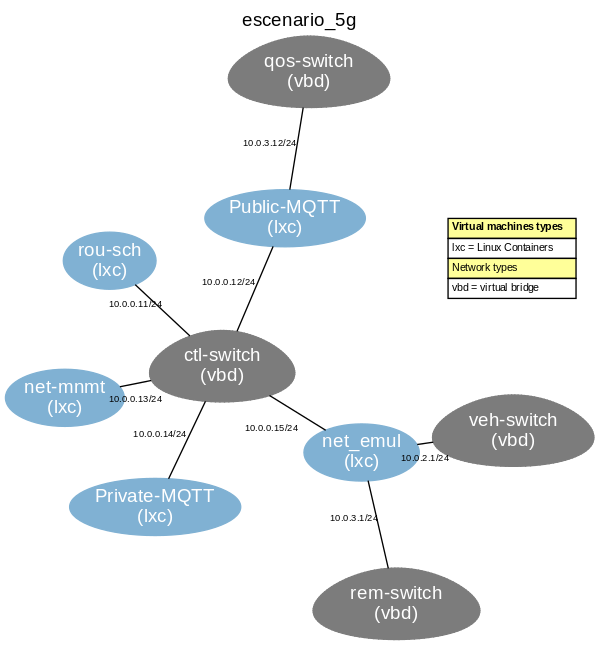 escenario_5g
qos-switch
(vbd)
10.0.3.12/24
Public-MQTT
(lxc)
Virtual machines types
lxc = Linux Containers
Network types
vbd = virtual bridge
rou-sch
(lxc)
10.0.0.12/24
10.0.0.11/24
ctl-switch
(vbd)
net-mnmt
(lxc)
10.0.0.13/24
10.0.0.14/24
10.0.0.15/24
net_emul
(lxc)
veh-switch
(vbd)
10.0.2.1/24
Private-MQTT
(lxc)
10.0.3.1/24
rem-switch
(vbd)